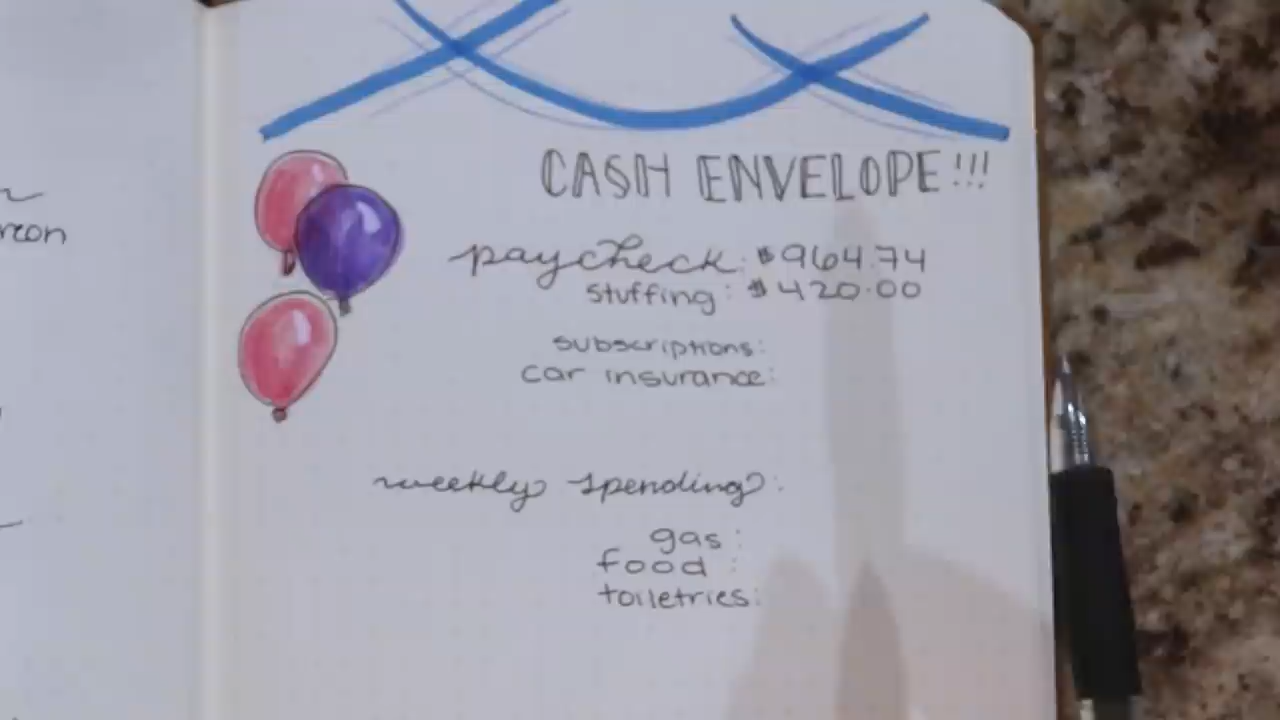 CASH ENVELOPE!!!
paycheck: $964.74
stuffing: $420.00
subscriptions:
car insurance:
weekly spending:
gas:
food:
toiletries: